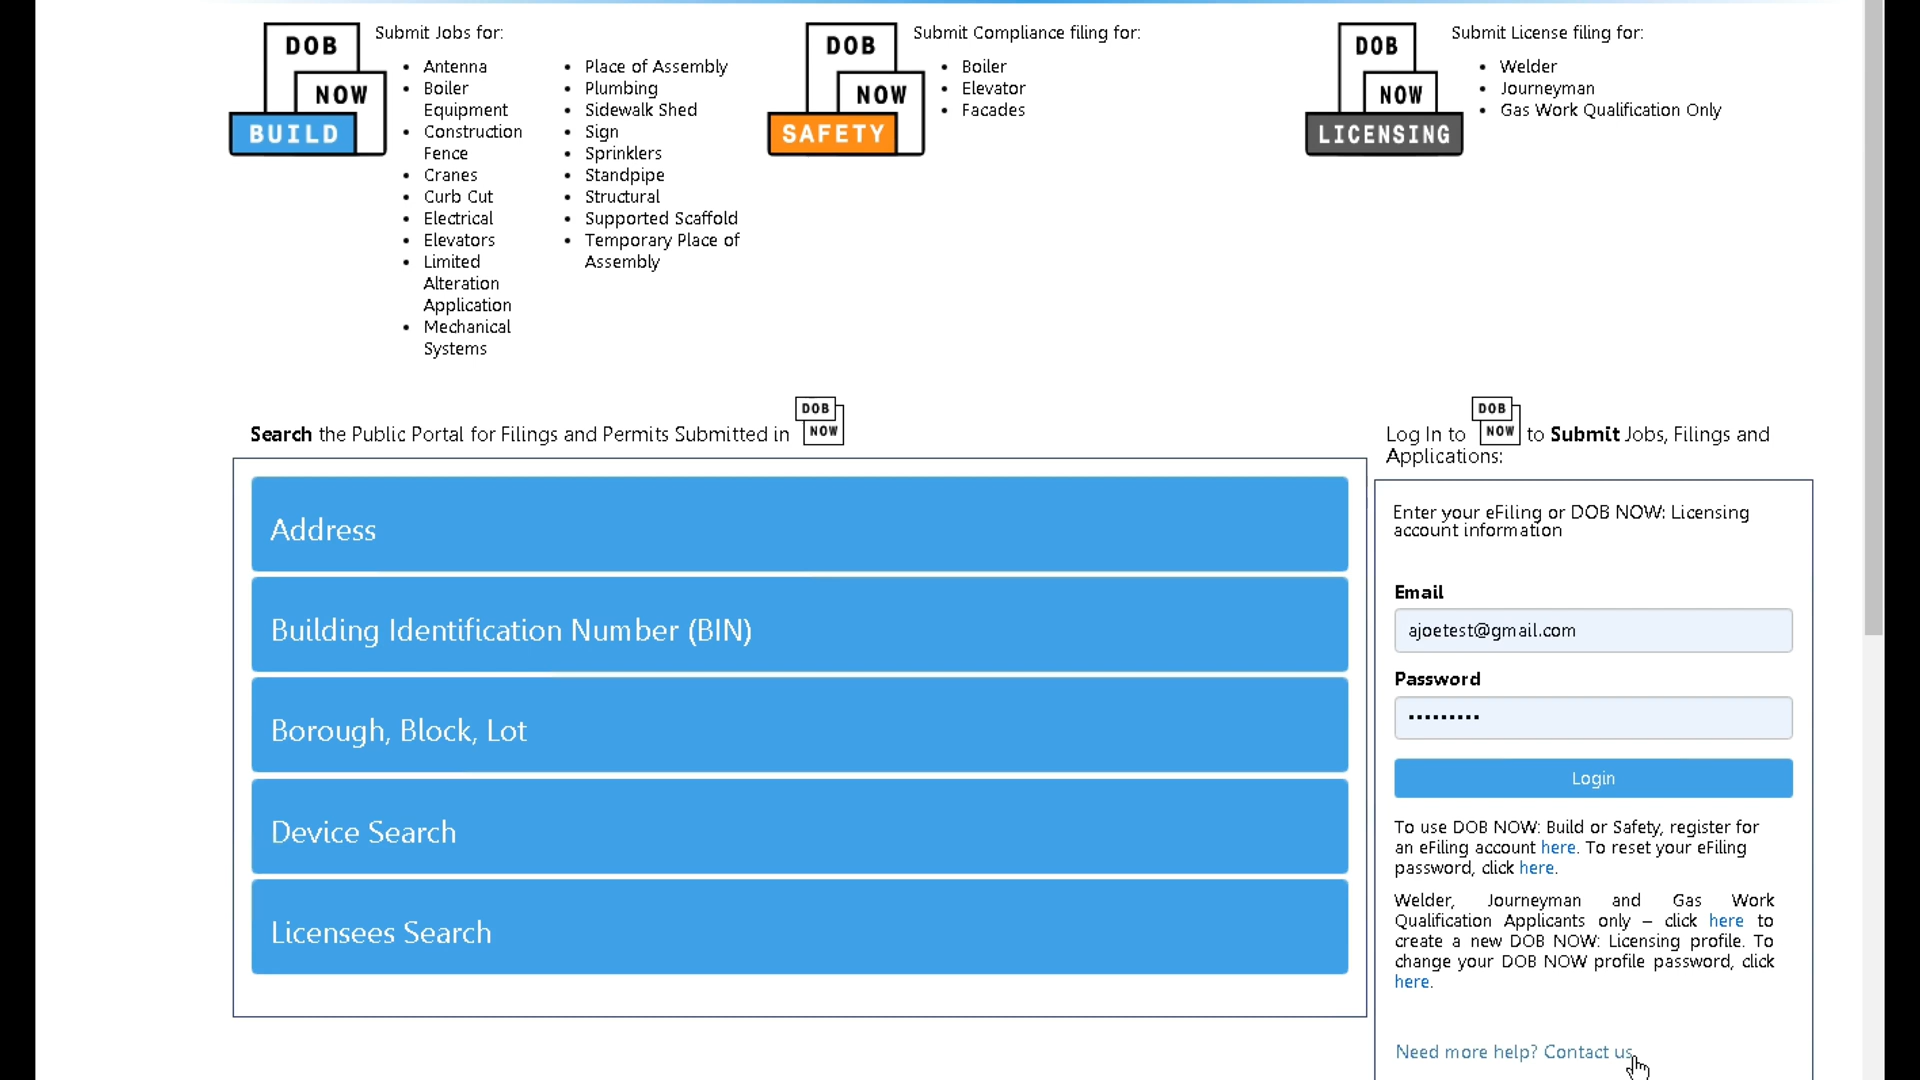 DOB
NOW
BUILD
Submit Jobs for:
• Antenna
• Boiler
Equipment
• Construction
Fence
• Cranes
• Curb Cut
• Electrical
• Elevators
• Limited
Alteration
Application
• Mechanical
Systems
• Place of Assembly
• Plumbing
• Sidewalk Shed
• Sign
• Sprinklers
• Standpipe
• Structural
• Supported Scaffold
• Temporary Place of
Assembly
DOB
NOW
SAFETY
Submit Compliance filing for:
• Boiler
• Elevator
• Facades
DOB
NOW
LICENSING
Submit License filing for:
• Welder
• Journeyman
• Gas Work Qualification Only
Search the Public Portal for Filings and Permits Submitted in DOB NOW
Address
Building Identification Number (BIN)
Borough, Block, Lot
Device Search
Licensees Search
Log In to DOB NOW to Submit Jobs, Filings and
Applications:
Enter your eFiling or DOB NOW: Licensing
account information
Email
ajoetest@gmail.com
Password
•••••••••
Login
To use DOB NOW: Build or Safety, register for
an eFiling account here. To reset your eFiling
password, click here.
Welder, Journeyman and Gas Work
Qualification Applicants only – click here to
create a new DOB NOW: Licensing profile. To
change your DOB NOW profile password, click
here.
Need more help? Contact us